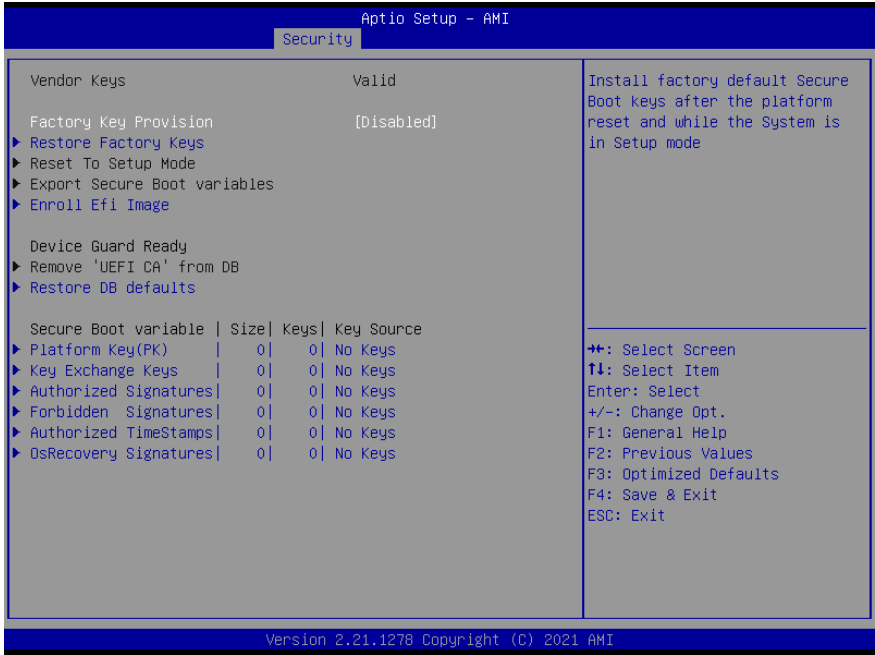 Aptio Setup – AMI
Security
Vendor Keys Valid
Factory Key Provision [Disabled]
Restore Factory Keys
Reset To Setup Mode
Export Secure Boot variables
Enroll Efi Image
Device Guard Ready
Remove 'UEFI CA' from DB
Restore DB defaults
Secure Boot variable | Size| Keys| Key Source
Platform Key(PK) | 0| 0| No Keys
Key Exchange Keys | 0| 0| No Keys
Authorized Signatures| 0| 0| No Keys
Forbidden Signatures| 0| 0| No Keys
Authorized TimeStamps| 0| 0| No Keys
OsRecovery Signatures| 0| 0| No Keys
Install factory default Secure
Boot keys after the platform
reset and while the System is
in Setup mode
→←: Select Screen
↑↓: Select Item
Enter: Select
+/-: Change Opt.
F1: General Help
F2: Previous Values
F3: Optimized Defaults
F4: Save & Exit
ESC: Exit
Version 2.21.1278 Copyright (C) 2021 AMI